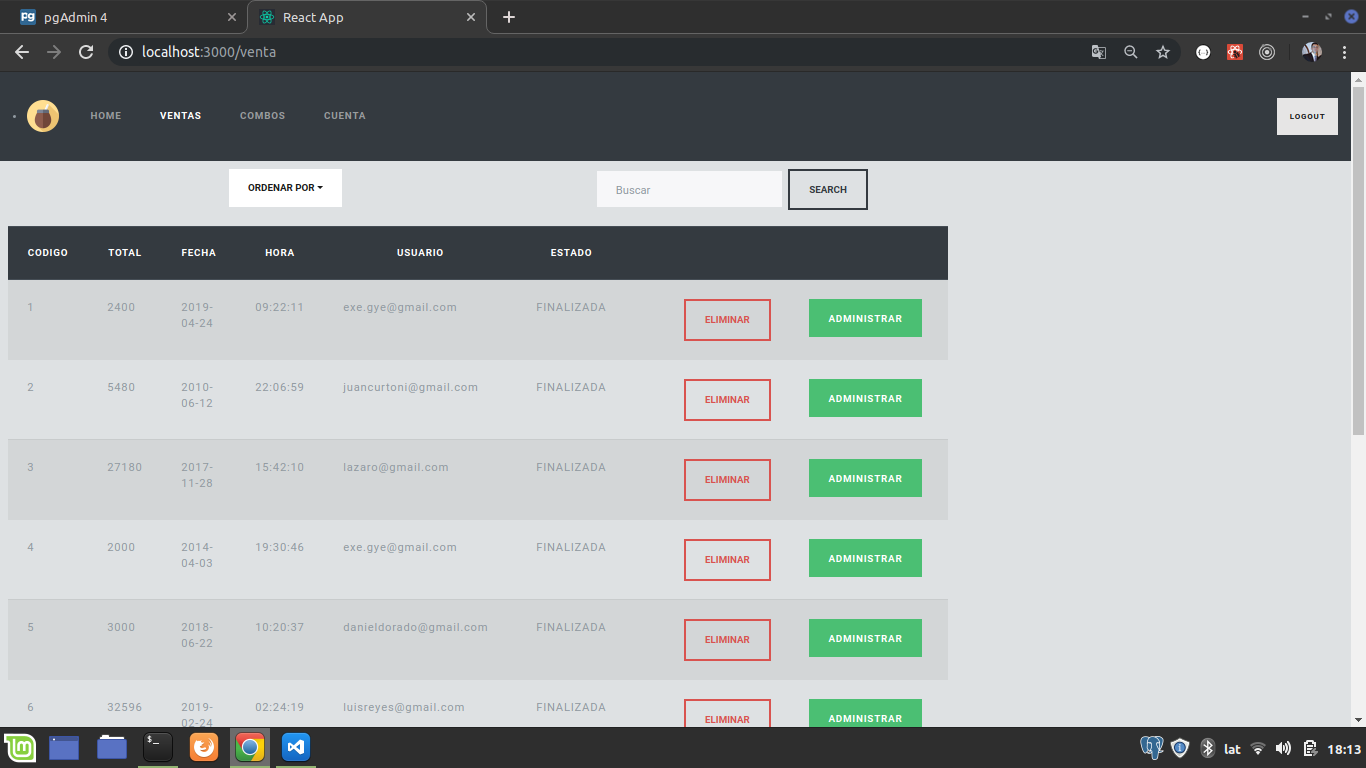 pgAdmin 4
React App
localhost:3000/venta
HOME VENTAS COMBOS CUENTA LOGOUT
ORDENAR POR Buscar SEARCH
CODIGO TOTAL FECHA HORA USUARIO ESTADO
1 2400 2019-04-24 09:22:11 exe.gye@gmail.com FINALIZADA ELIMINAR ADMINISTRAR
2 5480 2010-06-12 22:06:59 juancurtoni@gmail.com FINALIZADA ELIMINAR ADMINISTRAR
3 27180 2017-11-28 15:42:10 lazaro@gmail.com FINALIZADA ELIMINAR ADMINISTRAR
4 2000 2014-04-03 19:30:46 exe.gye@gmail.com FINALIZADA ELIMINAR ADMINISTRAR
5 3000 2018-06-22 10:20:37 danieldorado@gmail.com FINALIZADA ELIMINAR ADMINISTRAR
6 32596 2019-02-24 02:24:19 luisreyes@gmail.com FINALIZADA ELIMINAR ADMINISTRAR
lat 18:13